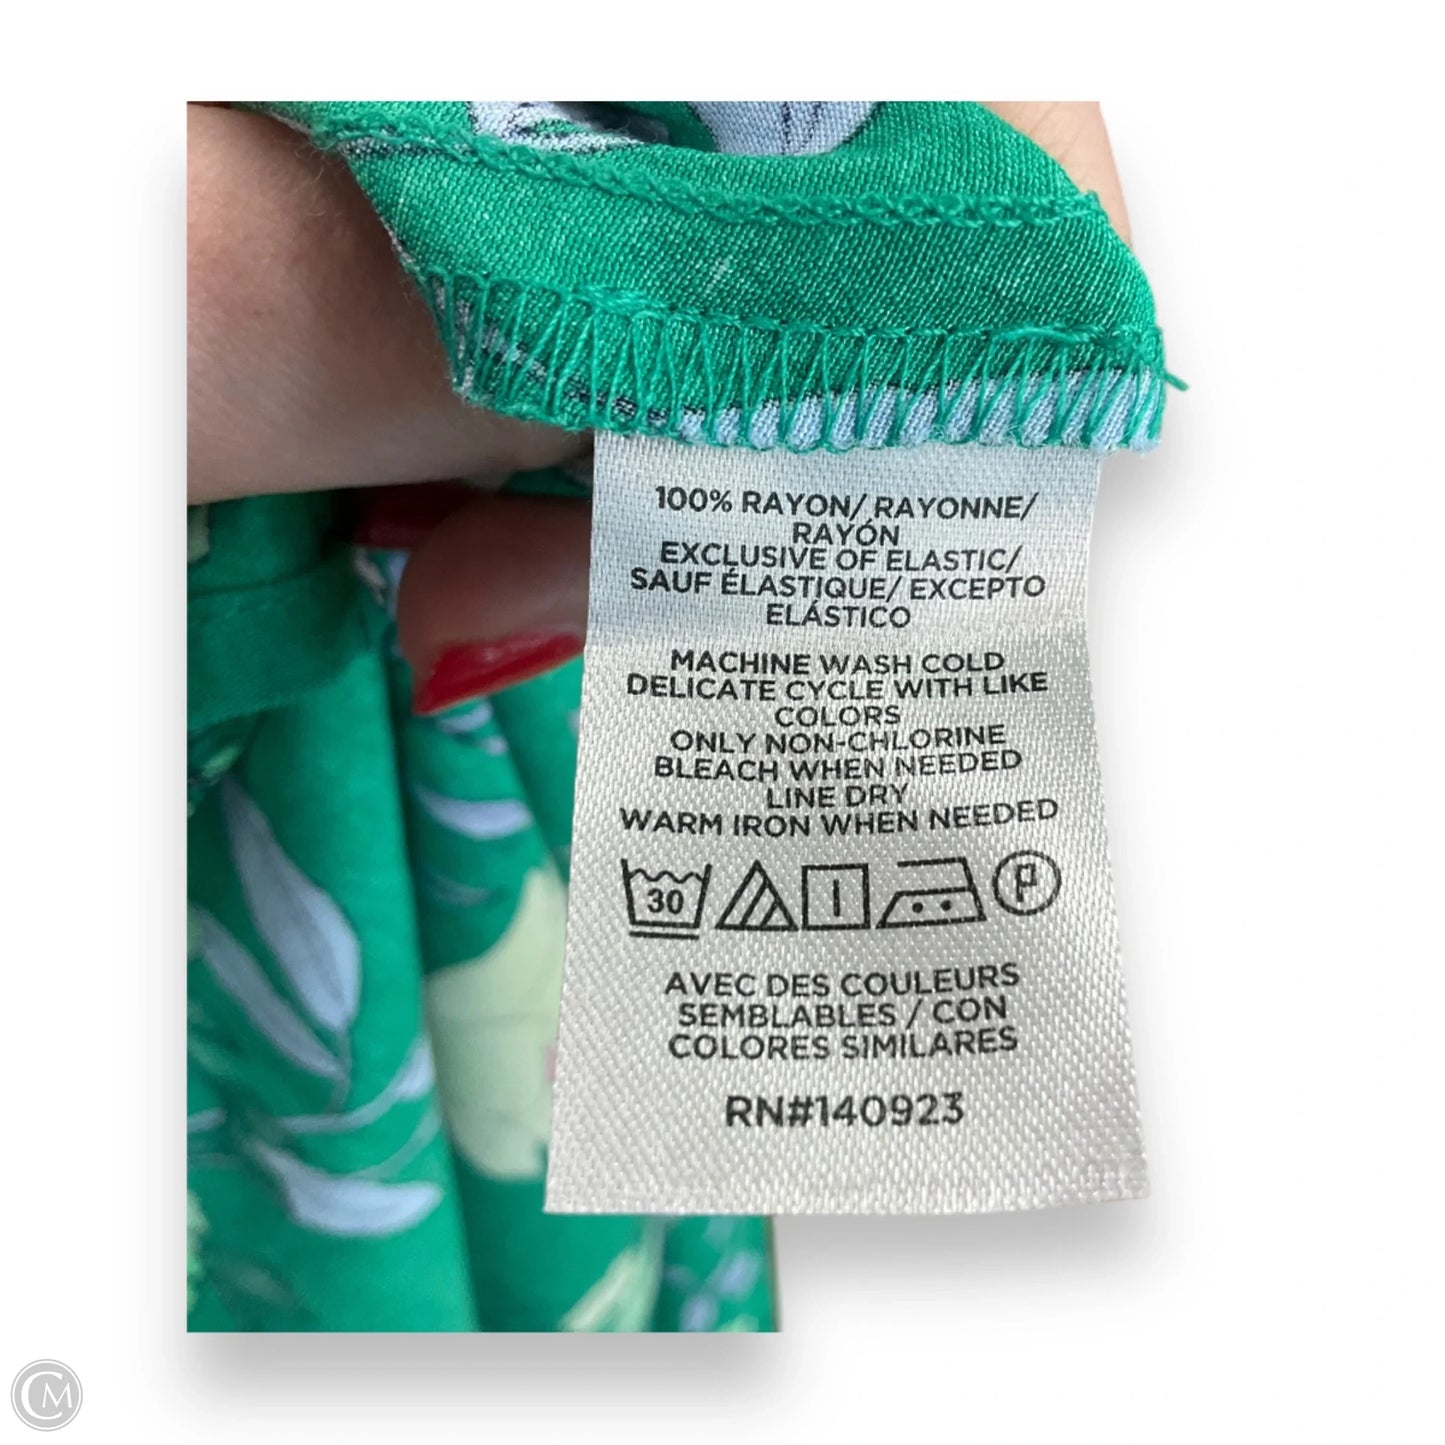 100% RAYON/ RAYONNE/
RAYÓN
EXCLUSIVE OF ELASTIC/
SAUF ÉLASTIQUE/ EXCEPTO
ELÁSTICO
MACHINE WASH COLD
DELICATE CYCLE WITH LIKE
COLORS
ONLY NON-CHLORINE
BLEACH WHEN NEEDED
LINE DRY
WARM IRON WHEN NEEDED
30 P
AVEC DES COULEURS
SEMBLABLES / CON
COLORES SIMILARES
RN#140923
CM